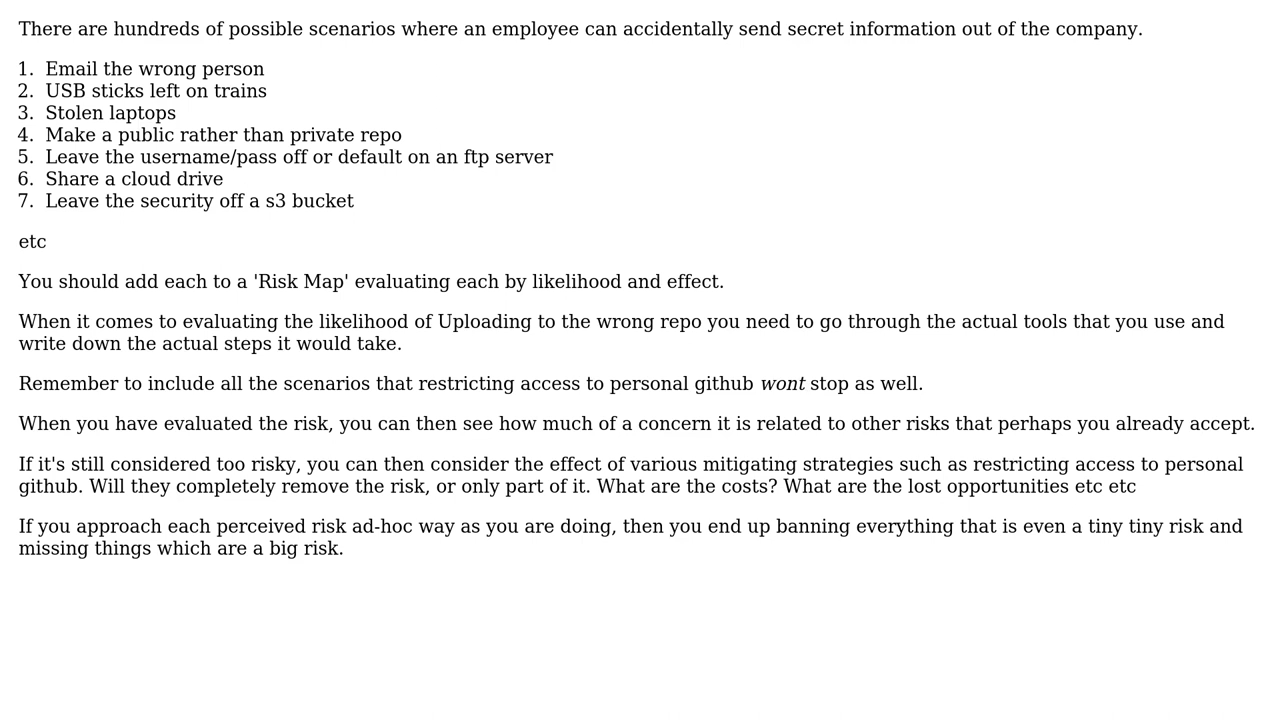 There are hundreds of possible scenarios where an employee can accidentally send secret information out of the company.
1. Email the wrong person
2. USB sticks left on trains
3. Stolen laptops
4. Make a public rather than private repo
5. Leave the username/pass off or default on an ftp server
6. Share a cloud drive
7. Leave the security off a s3 bucket
etc
You should add each to a 'Risk Map' evaluating each by likelihood and effect.
When it comes to evaluating the likelihood of Uploading to the wrong repo you need to go through the actual tools that you use and
write down the actual steps it would take.
Remember to include all the scenarios that restricting access to personal github wont stop as well.
When you have evaluated the risk, you can then see how much of a concern it is related to other risks that perhaps you already accept.
If it's still considered too risky, you can then consider the effect of various mitigating strategies such as restricting access to personal
github. Will they completely remove the risk, or only part of it. What are the costs? What are the lost opportunities etc etc
If you approach each perceived risk ad-hoc way as you are doing, then you end up banning everything that is even a tiny tiny risk and
missing things which are a big risk.